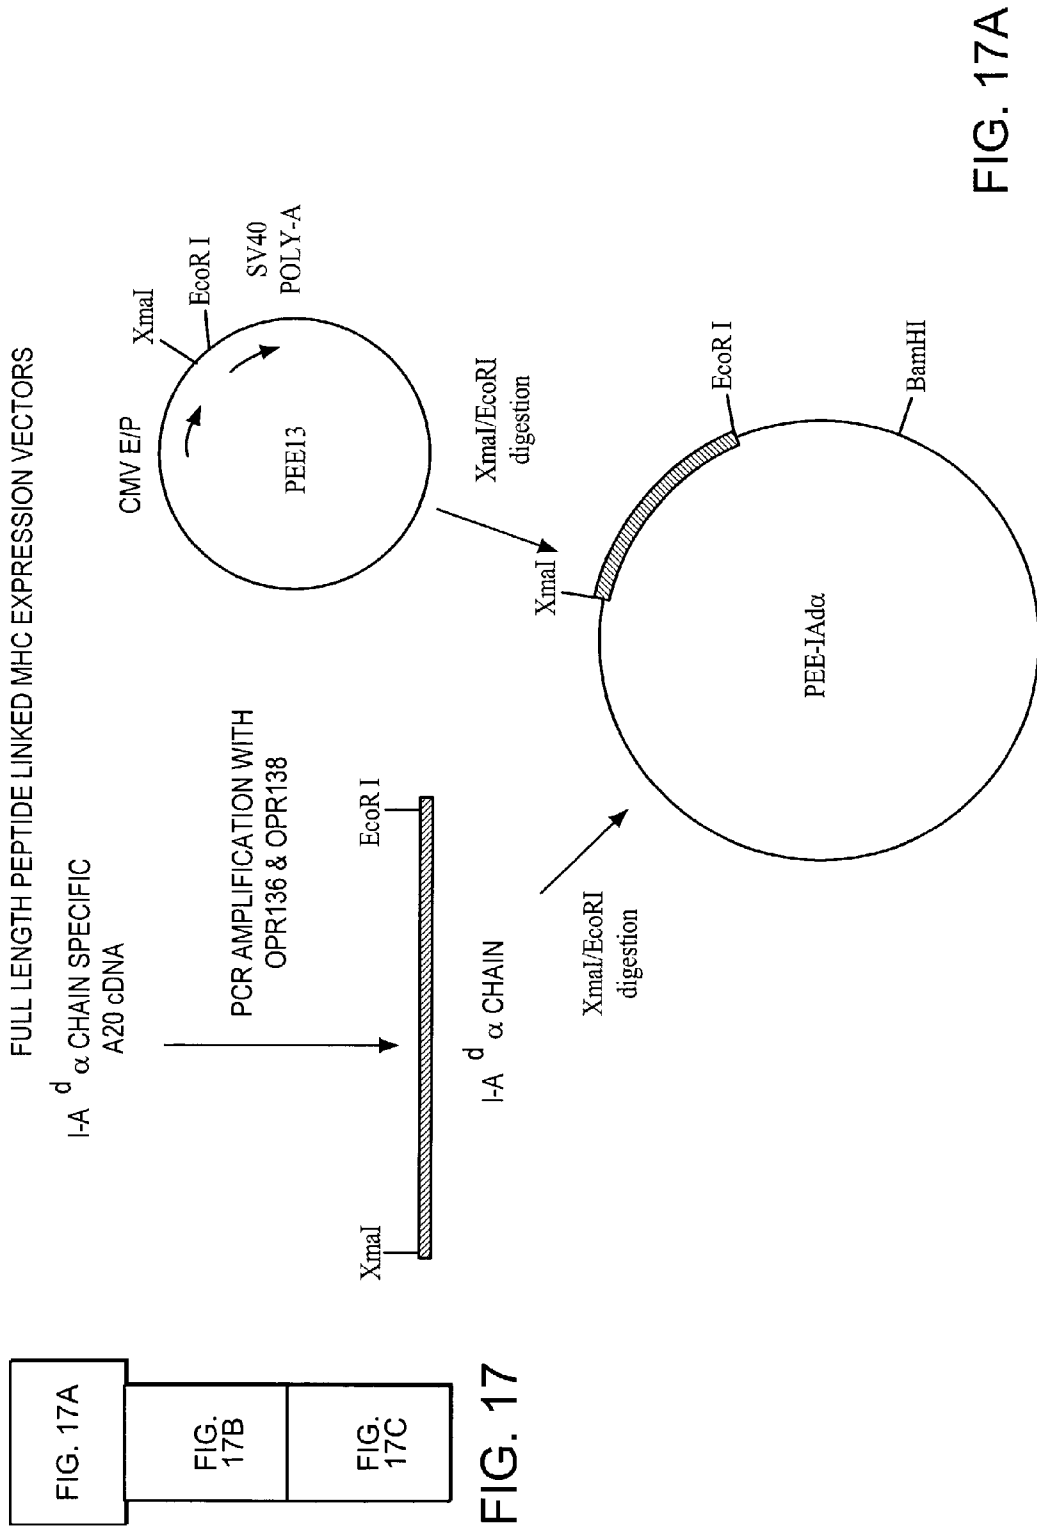 FULL LENGTH PEPTIDE LINKED MHC EXPRESSION VECTORS
FIG. 17A
FIG.
17B
FIG.
17C
FIG. 17
I-A d α CHAIN SPECIFIC
A20 cDNA
PCR AMPLIFICATION WITH
OPR136 & OPR138
XmaI
EcoR I
I-A d α CHAIN
XmaI/EcoRI
digestion
CMV E/P
XmaI
EcoR I
SV40
POLY-A
PEE13
XmaI/EcoRI
digestion
XmaI
EcoR I
BamHI
PEE-IAdα
FIG. 17A